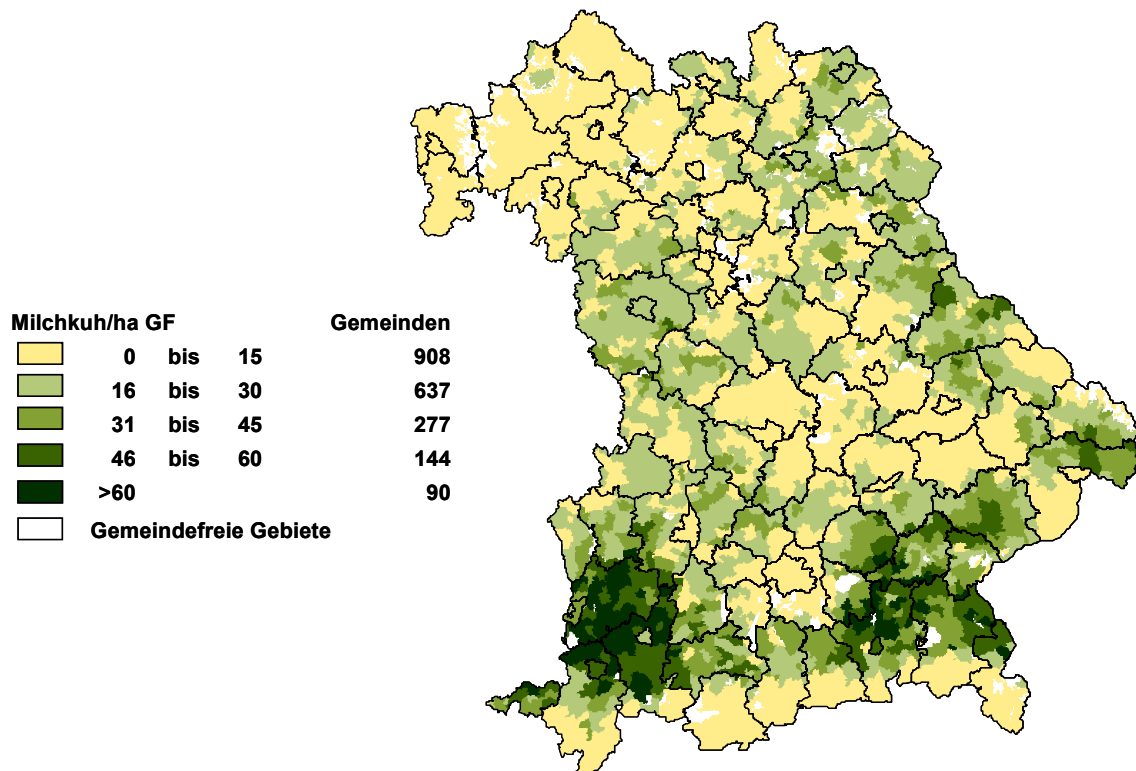 Milchkuh/ha GF Gemeinden
0 bis 15 908
16 bis 30 637
31 bis 45 277
46 bis 60 144
>60 90
Gemeindefreie Gebiete